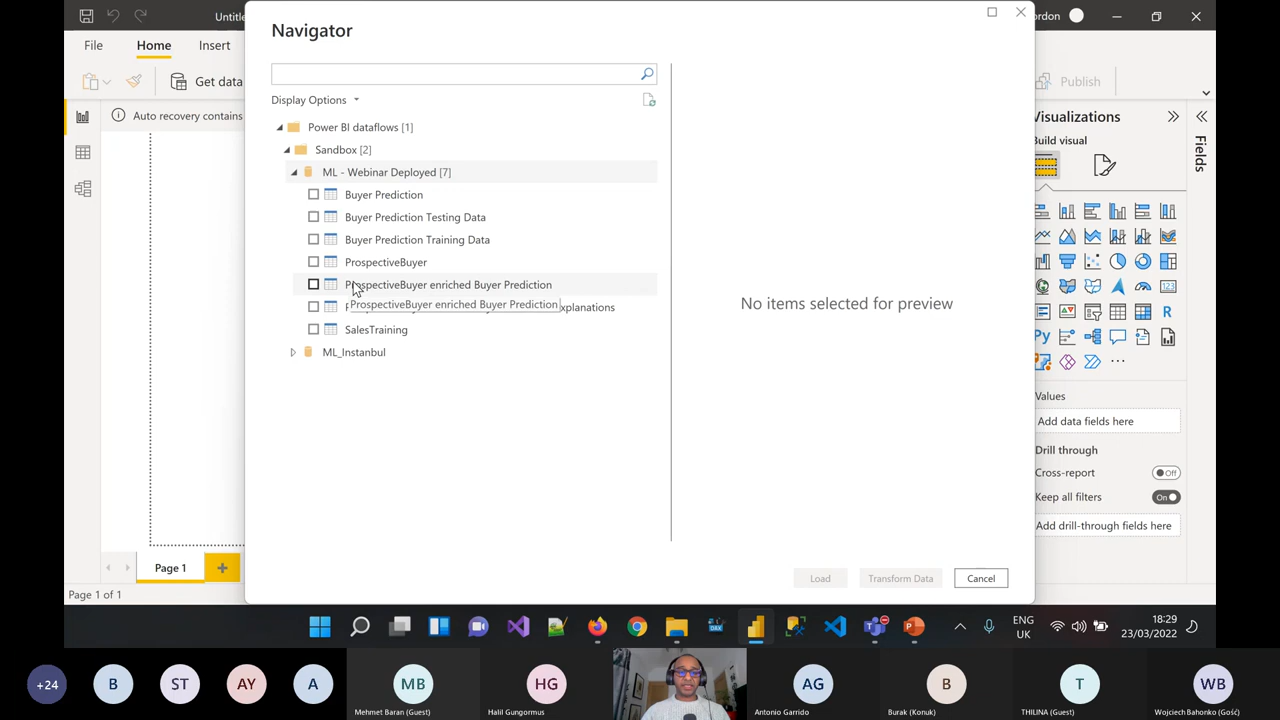 Untitle
Navigator
rdon
File
Home
Insert
Get data
Publish
Auto recovery contains
Display Options
Power BI dataflows [1]
Sandbox [2]
ML - Webinar Deployed [7]
Buyer Prediction
Buyer Prediction Testing Data
Buyer Prediction Training Data
ProspectiveBuyer
ProspectiveBuyer enriched Buyer Prediction
ProspectiveBuyer enriched Buyer Prediction
xplanations
SalesTraining
ML_Instanbul
No items selected for preview
Load
Transform Data
Cancel
Visualizations
Build visual
Fields
R
Py
123
Values
Add data fields here
Drill through
Cross-report
Off
Keep all filters
On
Add drill-through fields here
Page 1
Page 1 of 1
DAX
ENG
UK
18:29
23/03/2022
+24
B
ST
AY
A
MB
Mehmet Baran (Guest)
HG
Halil Gungormus
AG
Antonio Garrido
B
Burak (Konuk)
T
THILINA (Guest)
WB
Wojciech Bahonko (Gość)